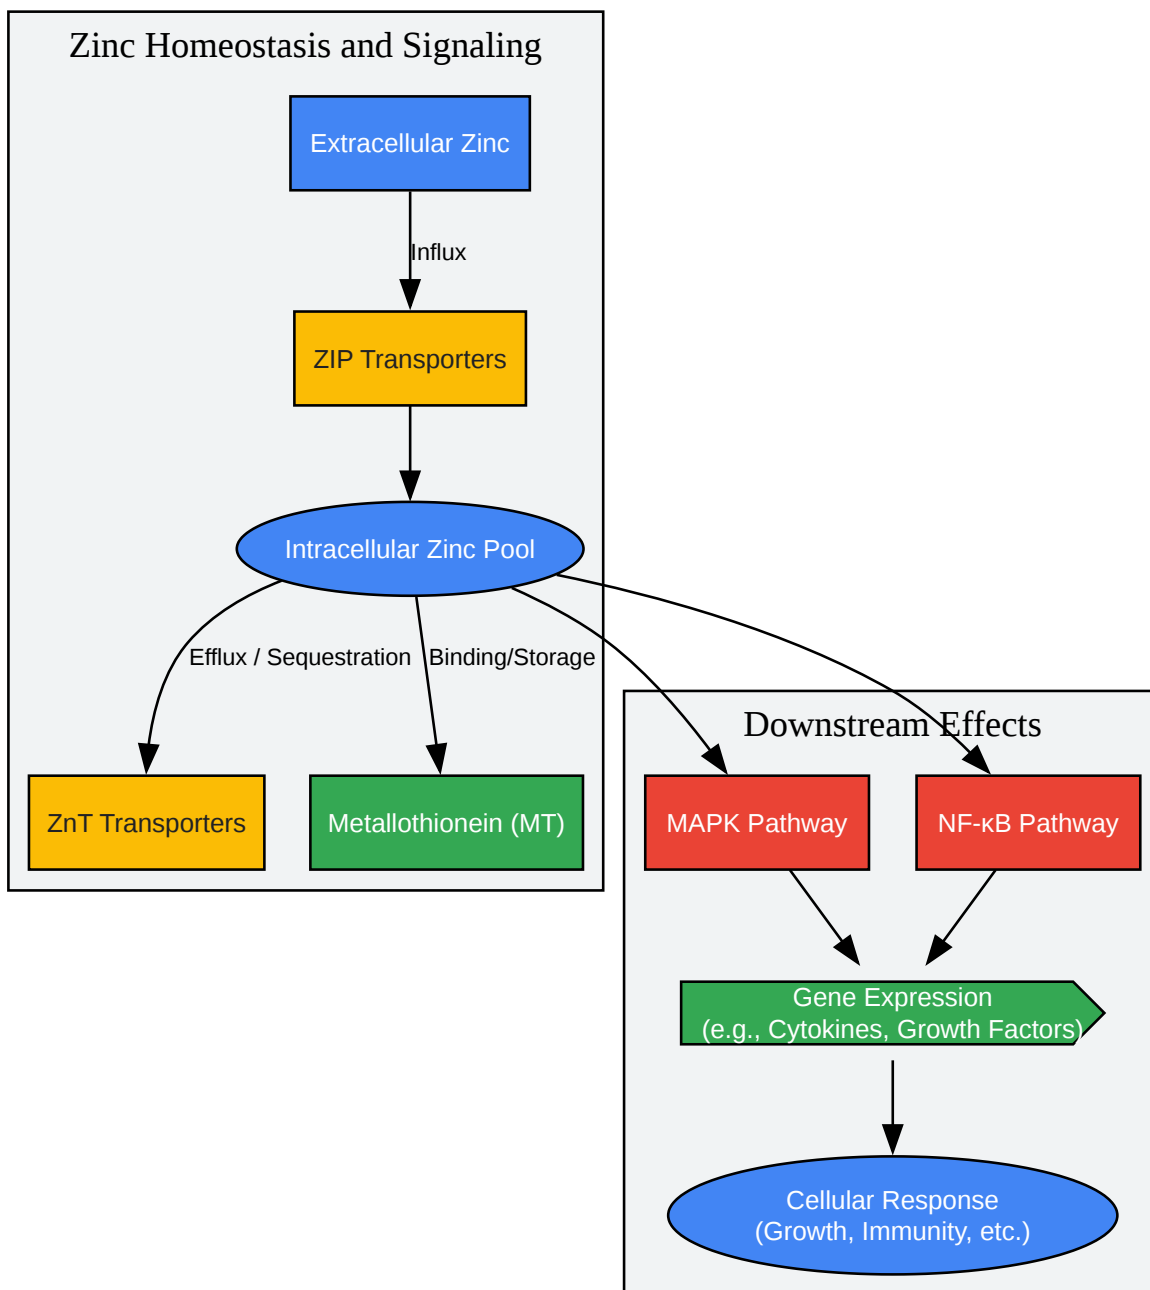 Zinc Homeostasis and Signaling
Extracellular Zinc
Influx
ZIP Transporters
Intracellular Zinc Pool
Efflux / Sequestration
Binding/Storage
ZnT Transporters
Metallothionein (MT)
Downstream Effects
MAPK Pathway
NF-κB Pathway
Gene Expression
(e.g., Cytokines, Growth Factors)
Cellular Response
(Growth, Immunity, etc.)